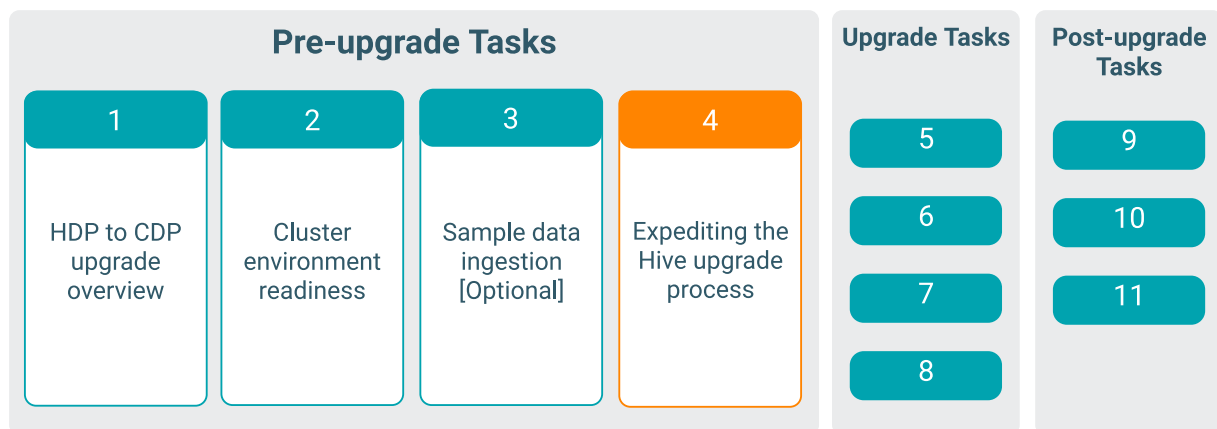 Pre-upgrade Tasks
1
HDP to CDP
upgrade
overview
2
Cluster
environment
readiness
3
Sample data
ingestion
[Optional]
4
Expediting the
Hive upgrade
process
Upgrade Tasks
5
6
7
8
Post-upgrade
Tasks
9
10
11